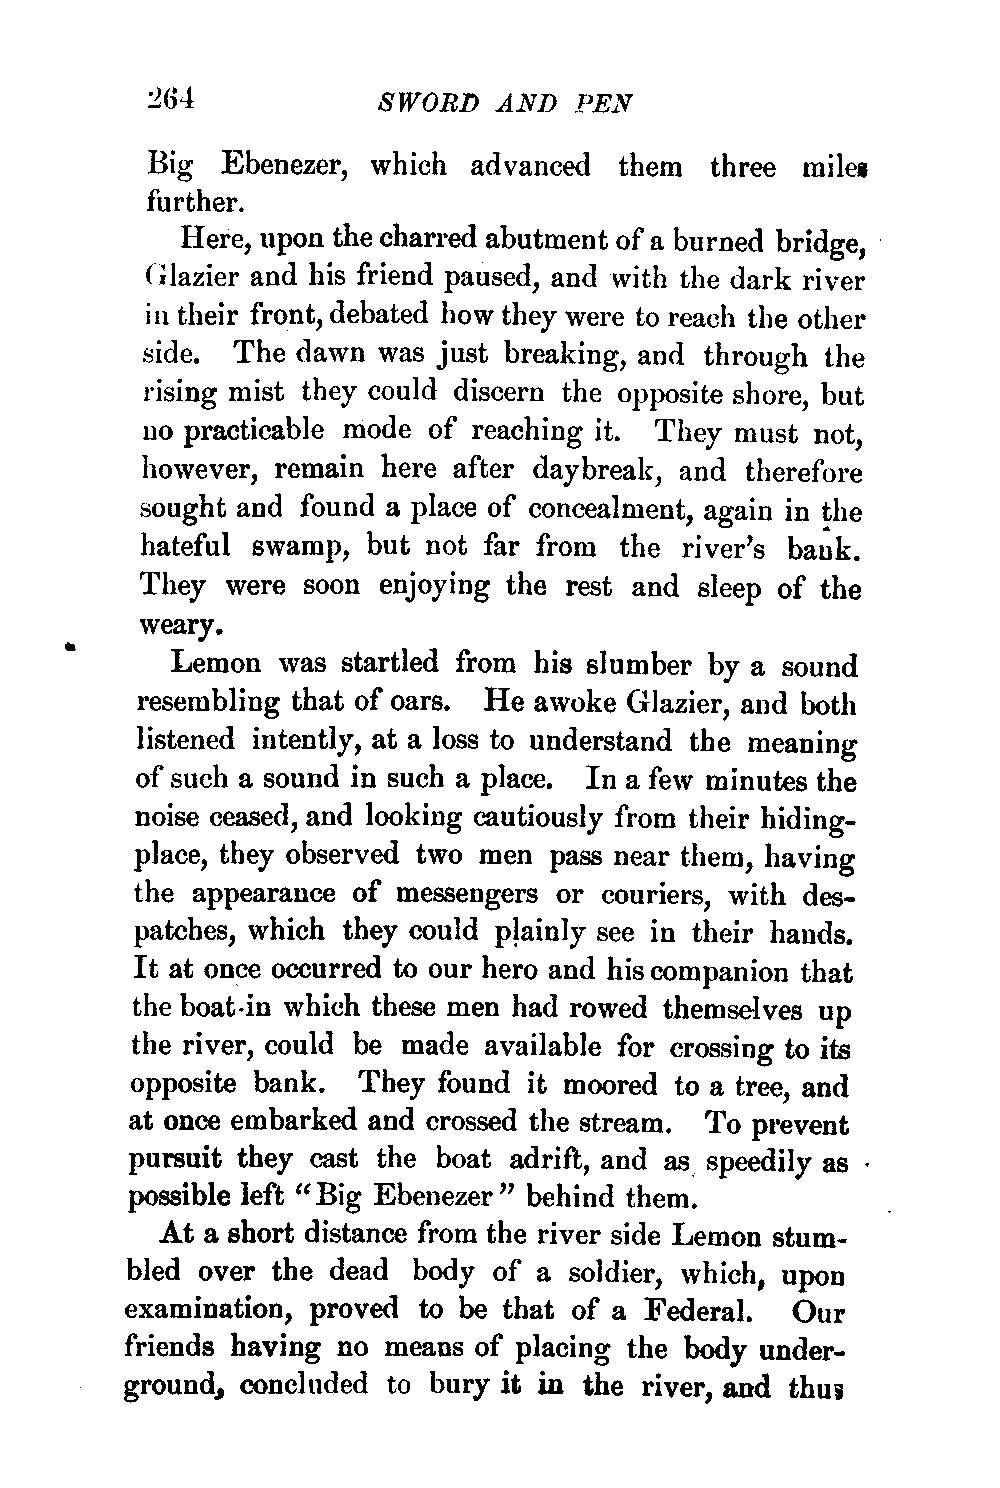 264 SWORD AND PEN
Big Ebenezer, which advanced them three miles
further.
Here, upon the charred abutment of a burned bridge,
Glazier and his friend paused, and with the dark river
in their front, debated how they were to reach the other
side. The dawn was just breaking, and through the
rising mist they could discern the opposite shore, but
no practicable mode of reaching it. They must not,
however, remain here after daybreak, and therefore
sought and found a place of concealment, again in the
hateful swamp, but not far from the river's bank.
They were soon enjoying the rest and sleep of the
weary.
Lemon was startled from his slumber by a sound
resembling that of oars. He awoke Glazier, and both
listened intently, at a loss to understand the meaning
of such a sound in such a place. In a few minutes the
noise ceased, and looking cautiously from their hiding-
place, they observed two men pass near them, having
the appearance of messengers or couriers, with des-
patches, which they could plainly see in their hands.
It at once occurred to our hero and his companion that
the boat in which these men had rowed themselves up
the river, could be made available for crossing to its
opposite bank. They found it moored to a tree, and
at once embarked and crossed the stream. To prevent
pursuit they cast the boat adrift, and as speedily as
possible left "Big Ebenezer" behind them.
At a short distance from the river side Lemon stum-
bled over the dead body of a soldier, which, upon
examination, proved to be that of a Federal. Our
friends having no means of placing the body under-
ground, concluded to bury it in the river, and thus